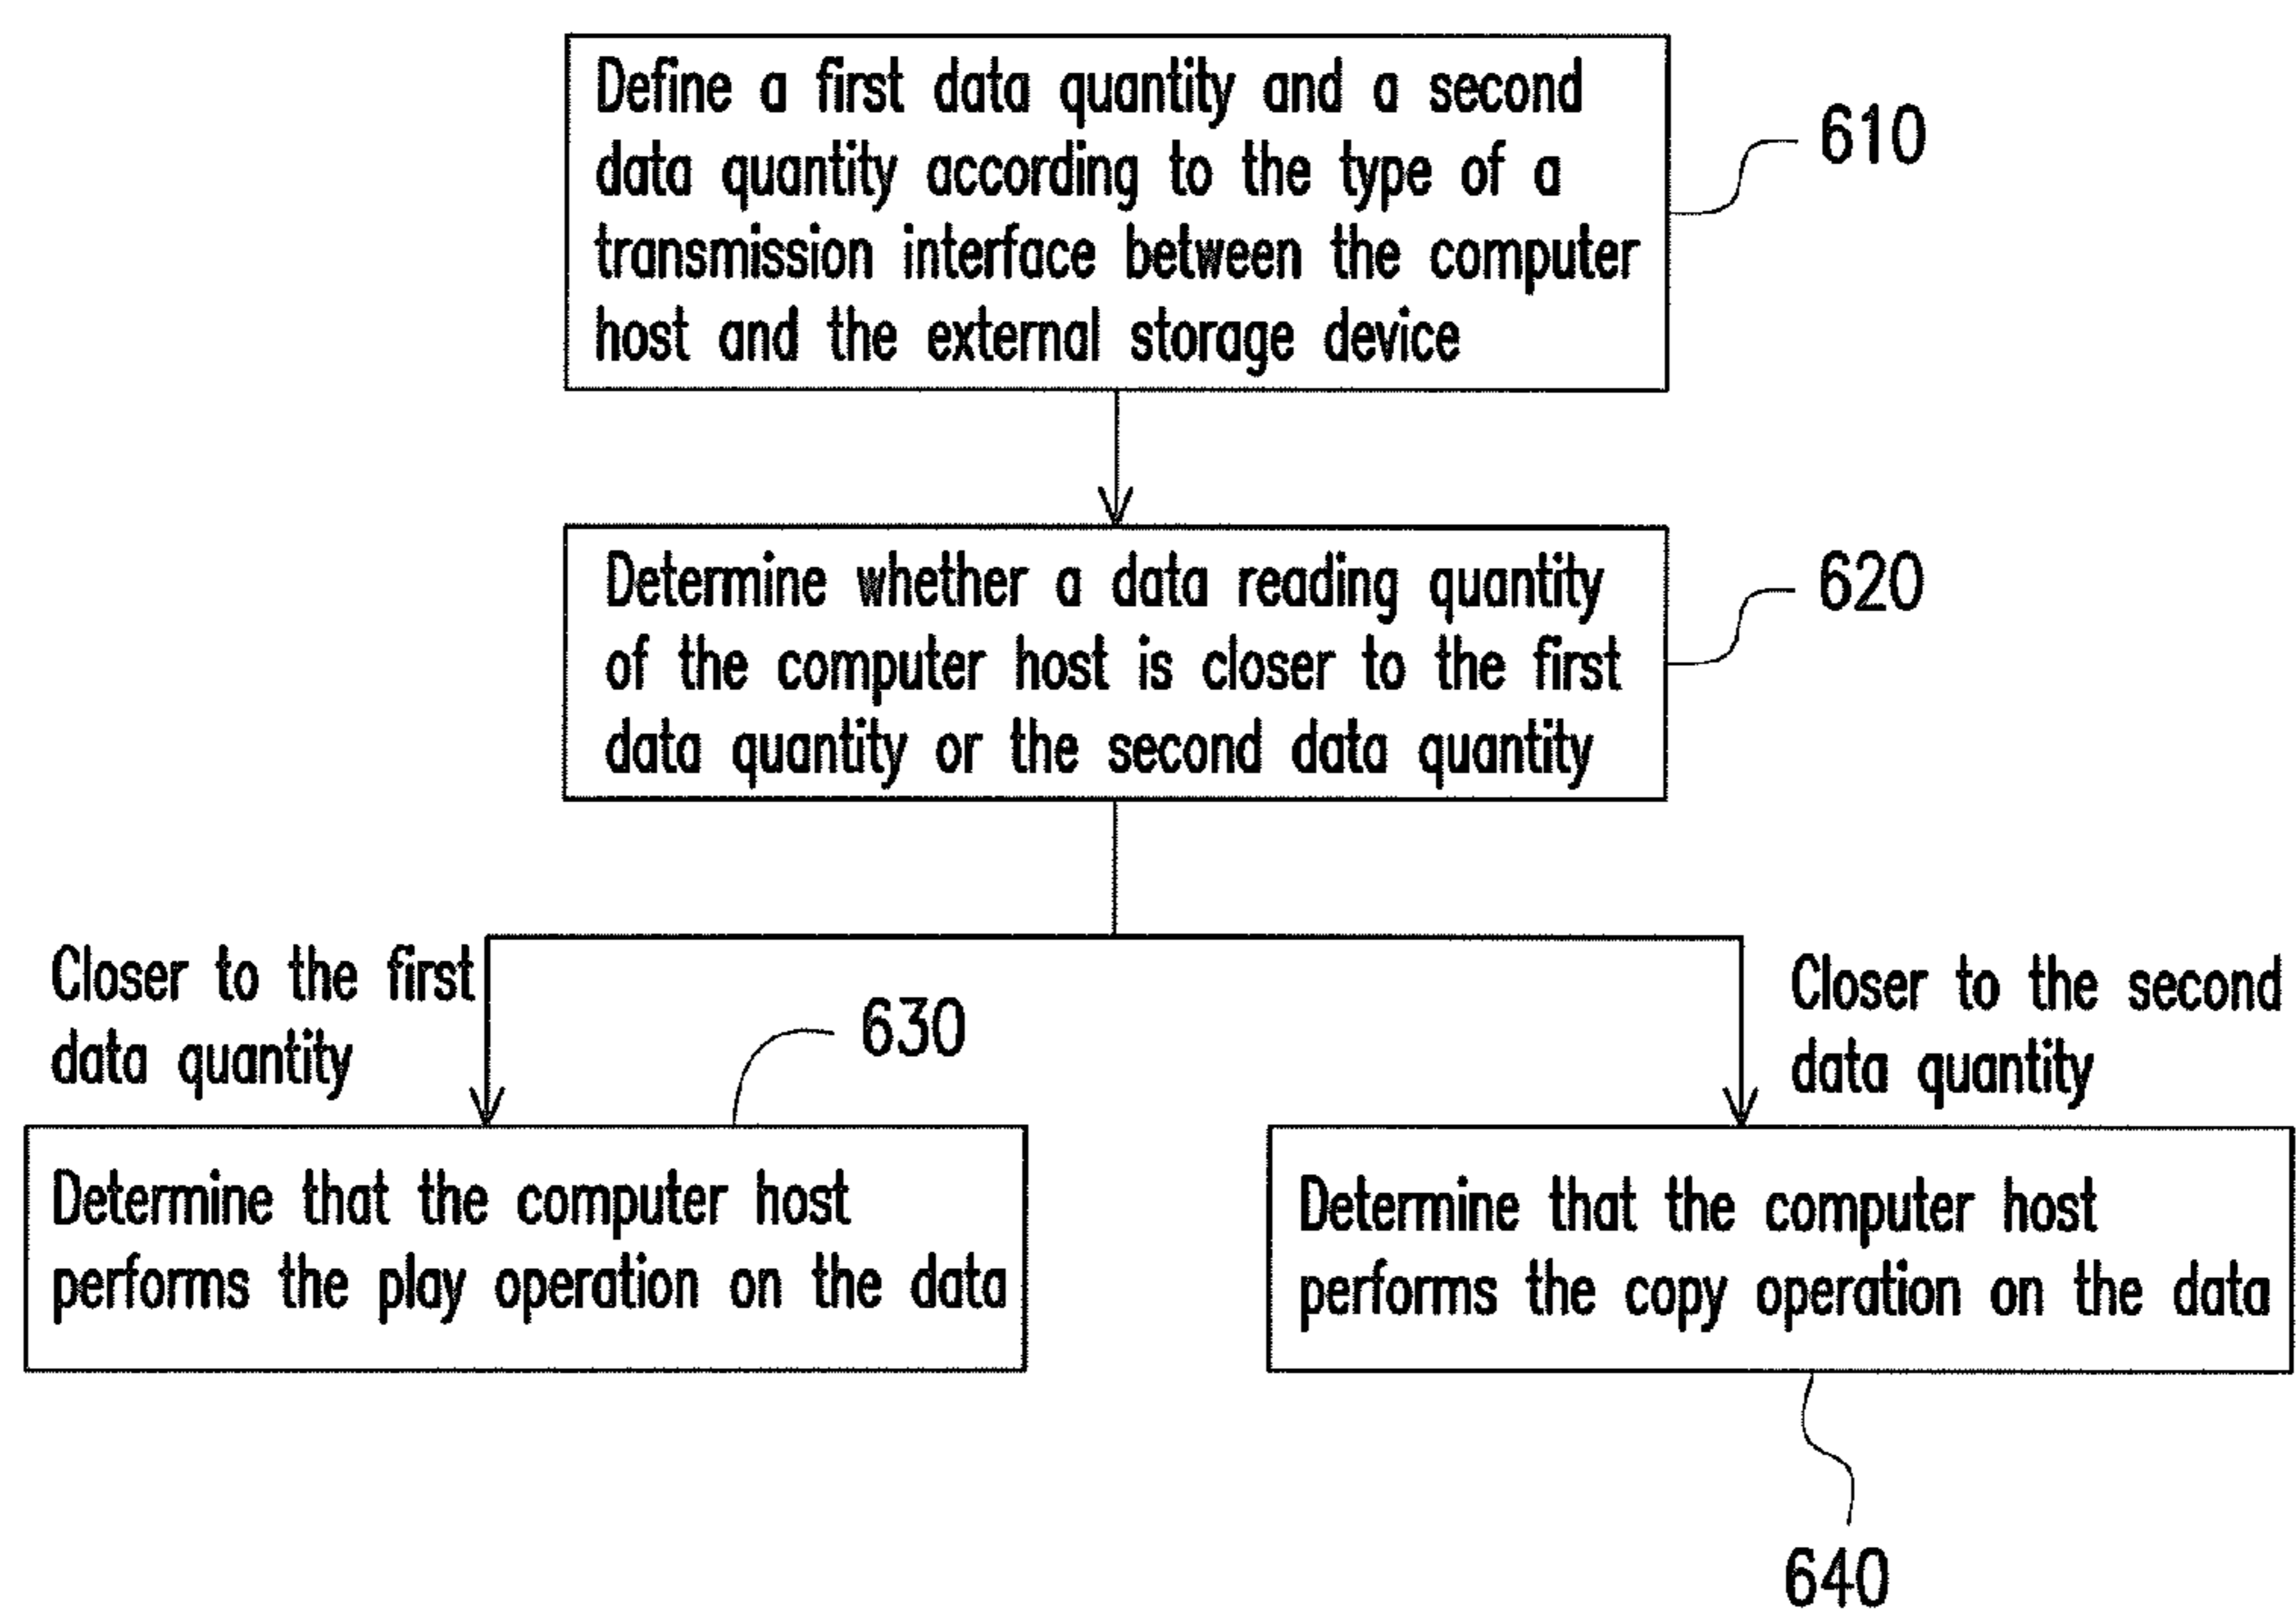 Define a first data quantity and a second
data quantity according to the type of a
transmission interface between the computer
host and the external storage device
610
Determine whether a data reading quantity
of the computer host is closer to the first
data quantity or the second data quantity
620
Closer to the first
data quantity
630
Closer to the second
data quantity
Determine that the computer host
performs the play operation on the data
Determine that the computer host
performs the copy operation on the data
640